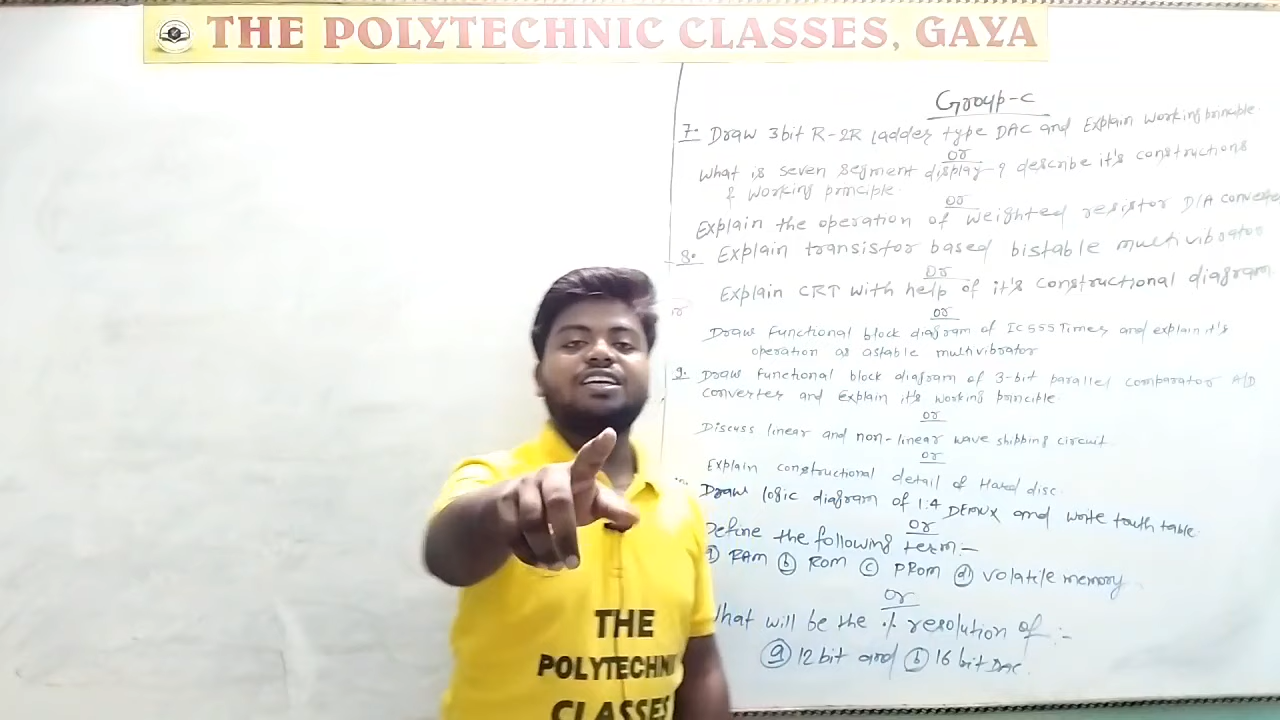 THE POLYTECHNIC CLASSES, GAYA
Group-C
7. Draw 3bit R-2R ladder type DAC and Explain working principle.
or
What is seven segment display? describe it's constructions
& working principle.
or
Explain the operation of weighted resistor D/A converter
8. Explain transistor based bistable multivibrator
Or
Explain CRT with help of it's constructional diagram
or
Draw functional block diagram of IC555 Timer and explain it's
operation as astable multivibrator
9. Draw functional block diagram of 3-bit parallel comparator A/D
converter and Explain it's working principle.
or
Discuss linear and non-linear wave shibbing circuit
or
Explain constructional detail of Hared disc.
Draw logic diagram of 1:4 DEMUX and write touth table.
or
Define the following term:-
RAM (b) ROM (c) PROM (d) volatile memory
or
What will be the % resolution of :-
(a) 12 bit and (b) 16 bit DAC.
THE
POLYTECHNI
CLASSES